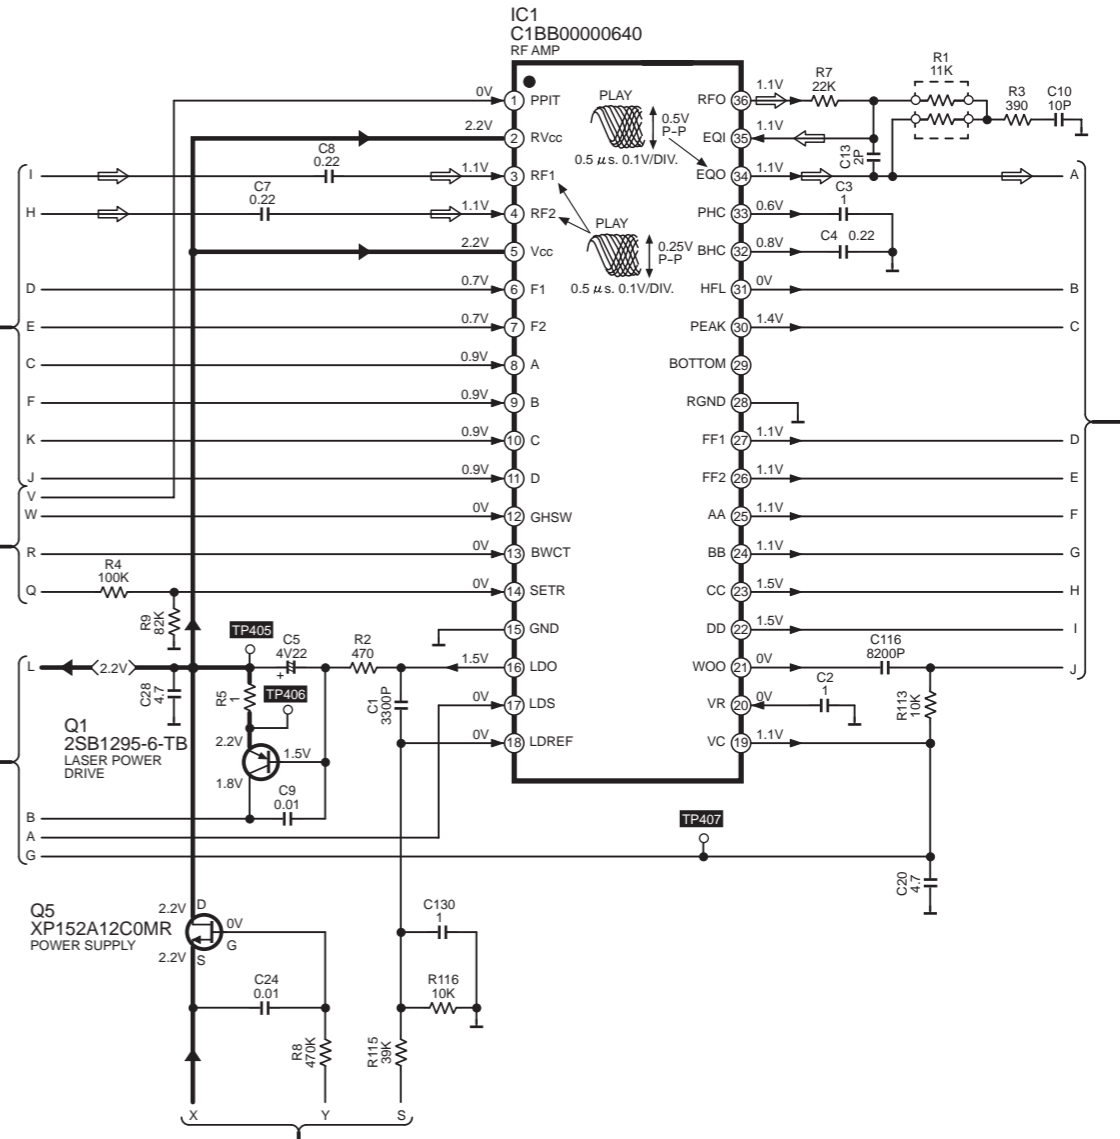 IC1
C1BB00000640
RF AMP
I
H
D
E
C
F
K
J
V
W
R
Q
L
B
A
G
C8
0.22
C7
0.22
0V
2.2V
1.1V
1.1V
2.2V
0.7V
0.7V
0.9V
0.9V
0.9V
0.9V
0V
0V
0V
1.5V
0V
0V
1 PPIT
2 RVcc
3 RF1
4 RF2
5 Vcc
6 F1
7 F2
8 A
9 B
10 C
11 D
12 GHSW
13 BWCT
14 SETR
15 GND
16 LDO
17 LDS
18 LDREF
PLAY
0.5V
P-P
0.5 μs. 0.1V/DIV.
PLAY
0.25V
P-P
0.5 μs. 0.1V/DIV.
RFO 36 1.1V
EQI 35 1.1V
EQO 34 1.1V
PHC 33 0.6V
BHC 32 0.8V
HFL 31 0V
PEAK 30 1.4V
BOTTOM 29
RGND 28
FF1 27 1.1V
FF2 26 1.1V
AA 25 1.1V
BB 24 1.1V
CC 23 1.5V
DD 22 1.5V
WOO 21 0V
VR 20 0V
VC 19 1.1V
R7
22K
R1
11K
R3
390
C10
10P
C13
2P
C3
1
C4 0.22
A
B
C
D
E
F
G
H
I
J
C116
8200P
C2
1
R113
10K
C20
4.7
TP407
R4
100K
R9
82K
TP405
C5
4V22
+
R2
470
2.2V
C28
4.7
R5
1
TP406
C1
3300P
Q1
2SB1295-6-TB
LASER POWER
DRIVE
2.2V
1.5V
1.8V
C9
0.01
Q5
XP152A12C0MR
POWER SUPPLY
2.2V D
0V
G
2.2V S
C24
0.01
R8
470K
C130
1
R116
10K
R115
39K
X
Y
S